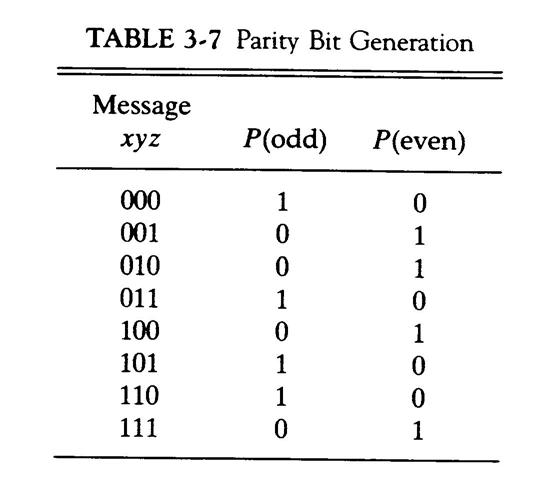 TABLE 3-7 Parity Bit Generation
Message
xyz P(odd) P(even)
000 1 0
001 0 1
010 0 1
011 1 0
100 0 1
101 1 0
110 1 0
111 0 1